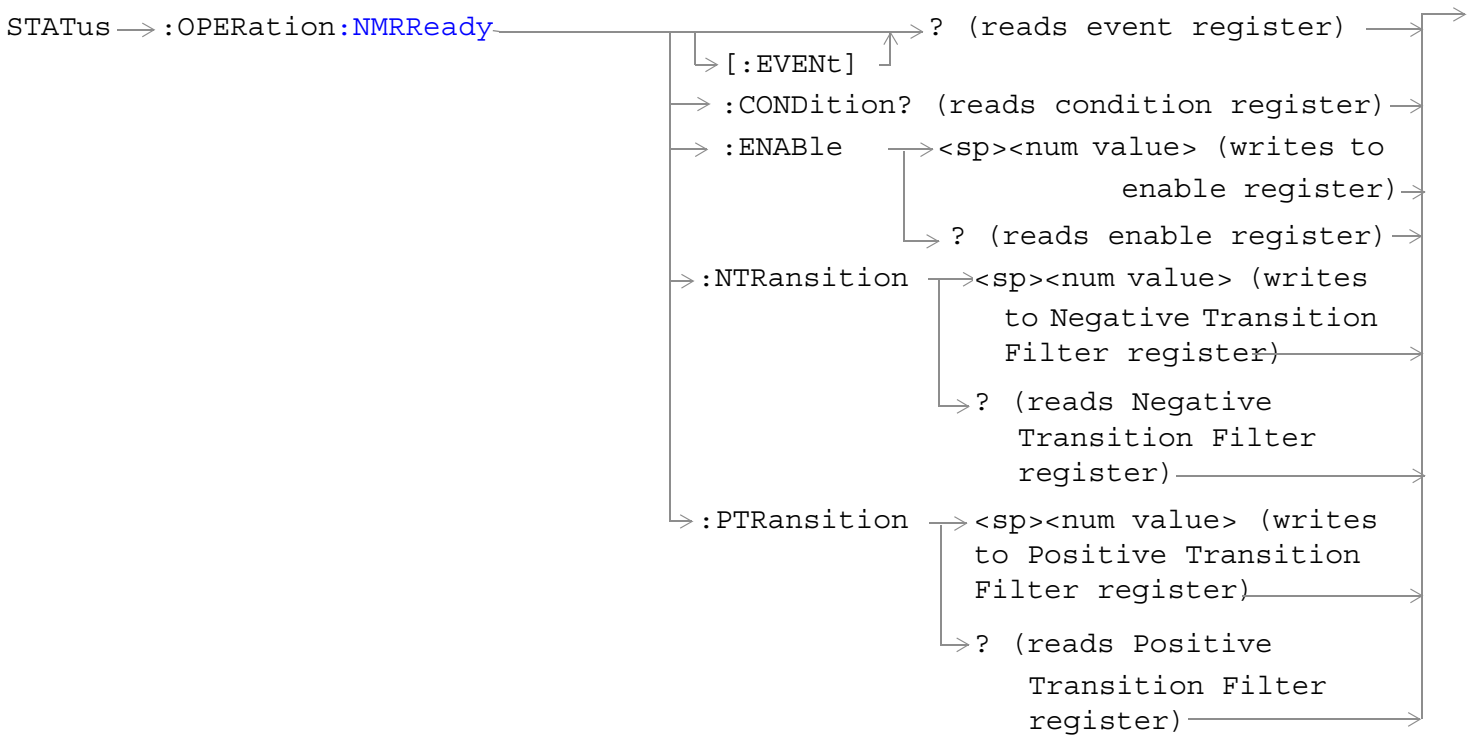 STATus :OPERation:NMRReady ? (reads event register)
[:EVENt]
:CONDition? (reads condition register)
:ENABle <sp><num value> (writes to
enable register)
? (reads enable register)
:NTRansition <sp><num value> (writes
to Negative Transition
Filter register)
? (reads Negative
Transition Filter
register)
:PTRansition <sp><num value> (writes
to Positive Transition
Filter register)
? (reads Positive
Transition Filter
register)